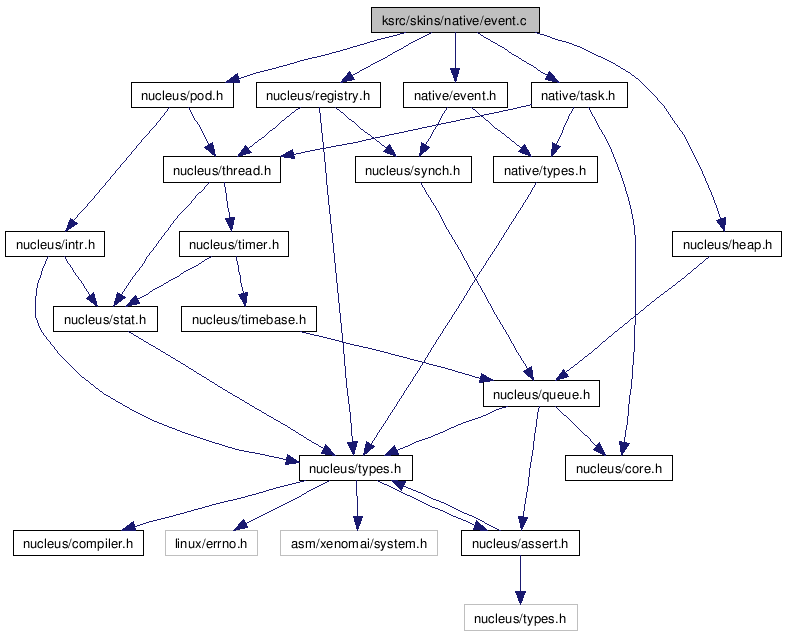 ksrc/skins/native/event.c
nucleus/pod.h
nucleus/registry.h
native/event.h
native/task.h
nucleus/thread.h
nucleus/synch.h
native/types.h
nucleus/intr.h
nucleus/timer.h
nucleus/heap.h
nucleus/stat.h
nucleus/timebase.h
nucleus/queue.h
nucleus/types.h
nucleus/core.h
nucleus/compiler.h
linux/errno.h
asm/xenomai/system.h
nucleus/assert.h
nucleus/types.h